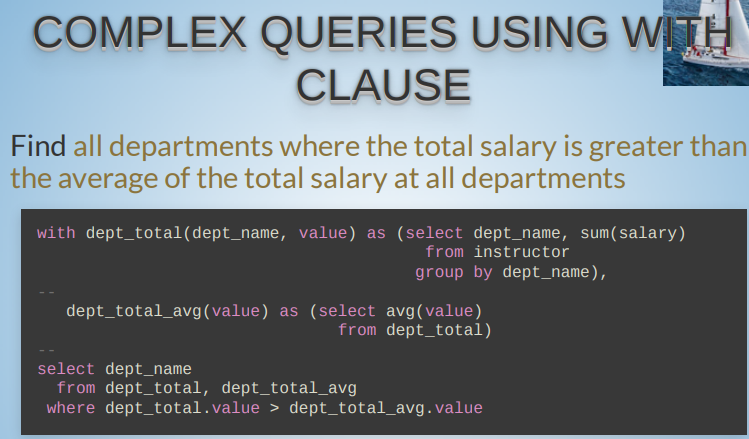 COMPLEX QUERIES USING WITH
CLAUSE
Find all departments where the total salary is greater than
the average of the total salary at all departments
with dept_total(dept_name, value) as (select dept_name, sum(salary)
from instructor
group by dept_name),
--
dept_total_avg(value) as (select avg(value)
from dept_total)
--
select dept_name
from dept_total, dept_total_avg
where dept_total.value > dept_total_avg.value